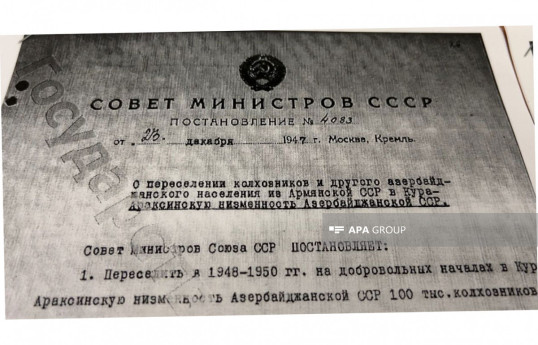 СОВЕТ МИНИСТРОВ СССР
ПОСТАНОВЛЕНИЕ № 4083
от 23. декабря 1947 г. Москва, Кремль.
О переселении колхозников и другого азербайд-
жанского населения из Армянской ССР в Кура-
Араксинскую низменность Азербайджанской ССР.
APA GROUP
Совет Министров Союза ССР ПОСТАНОВЛЯЕТ:
1. Переселить в 1948-1950 гг. на добровольных началах в Кур
Араксинскую низменность Азербайджанской ССР 100 тыс.колхозников